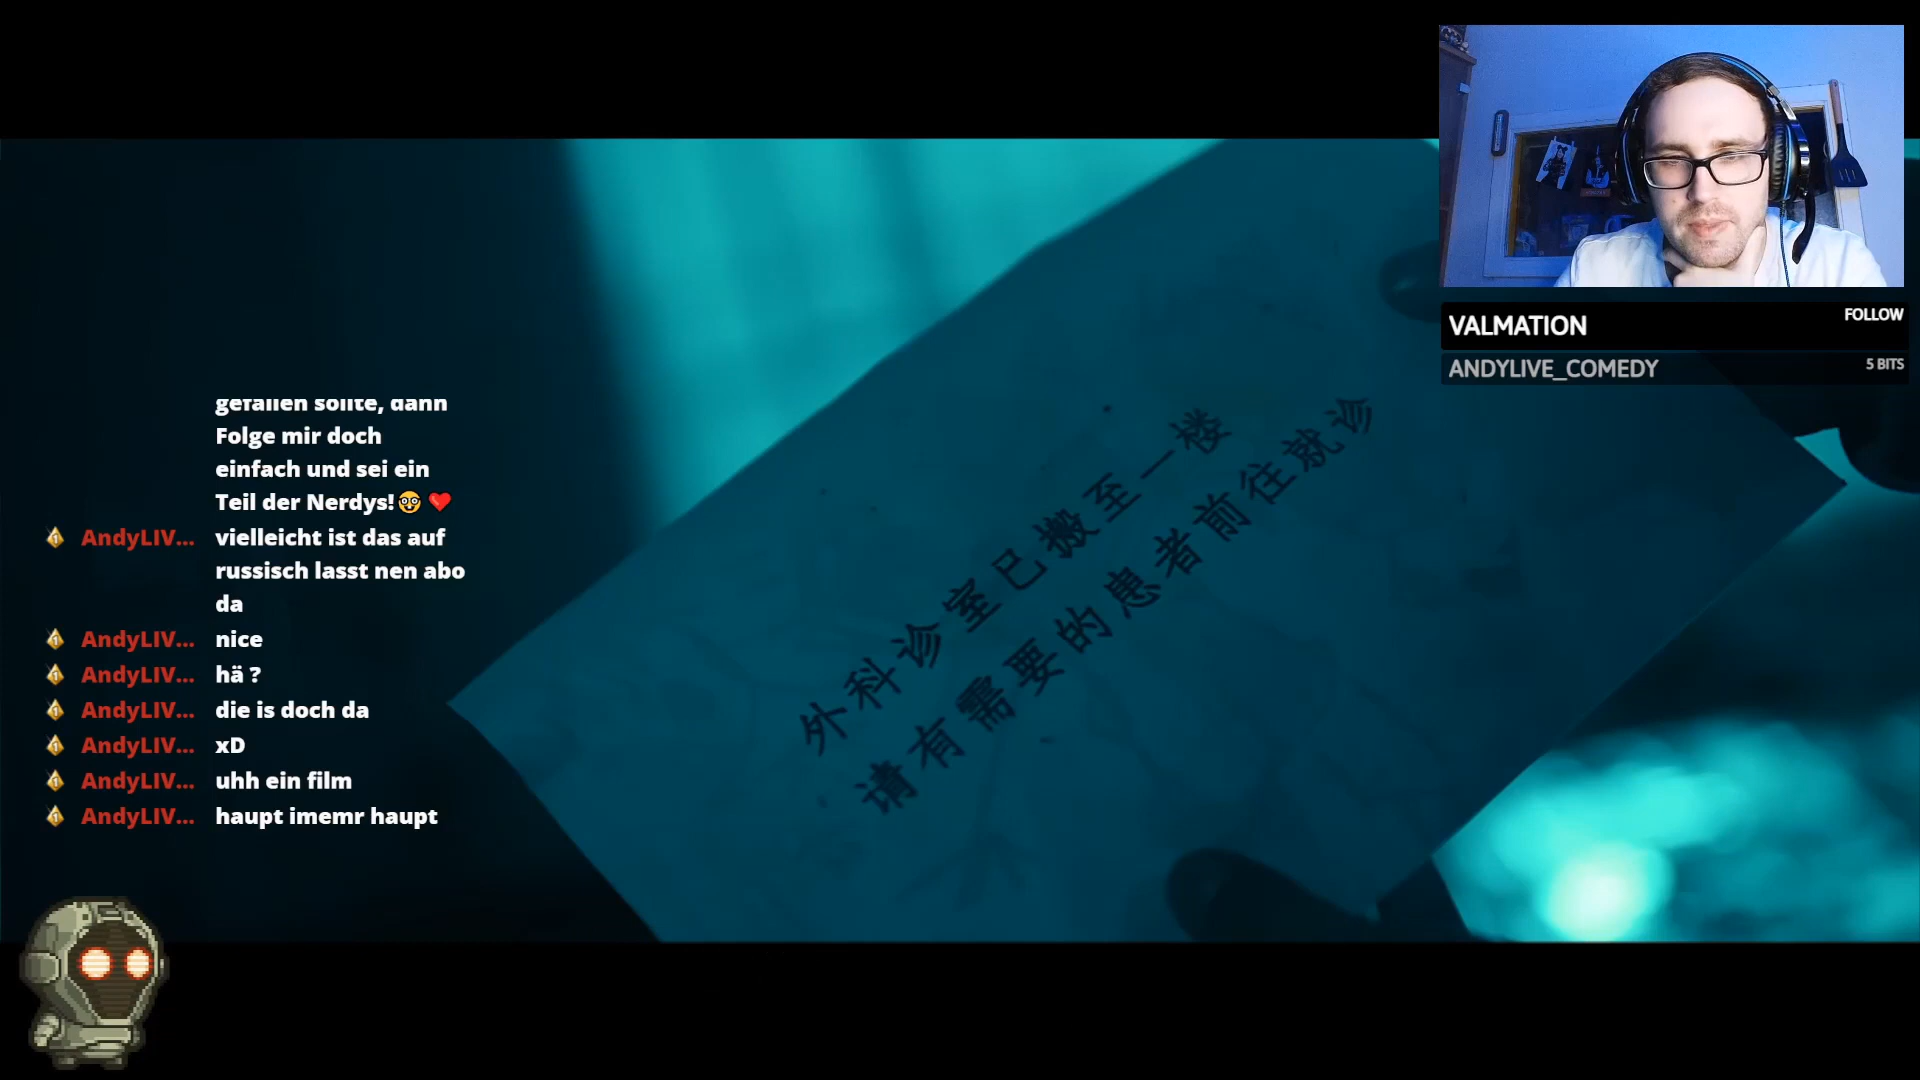 VALMATION
FOLLOW
ANDYLIVE_COMEDY
5 BITS
gefallen sollte, dann
Folge mir doch
einfach und sei ein
Teil der Nerdys!🤓 ❤️
AndyLIV... vielleicht ist das auf
russisch lasst nen abo
da
AndyLIV... nice
AndyLIV... hä ?
AndyLIV... die is doch da
AndyLIV... xD
AndyLIV... uhh ein film
AndyLIV... haupt imemr haupt
外科诊室已搬至一楼
请有需要的患者前往就诊